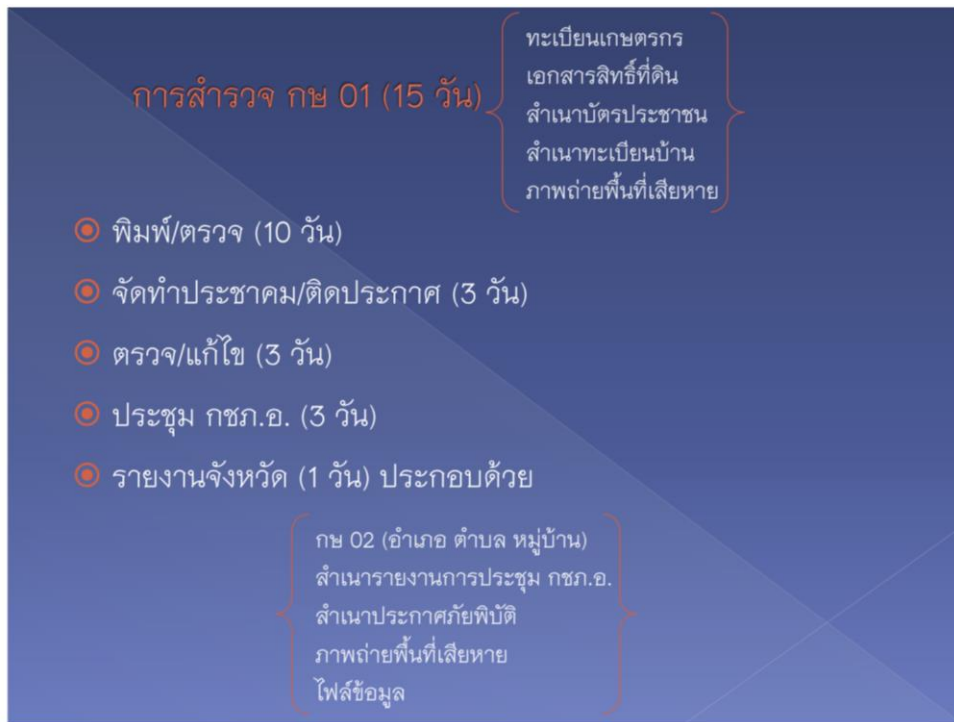 การสำรวจ กษ 01 (15 วัน)
ทะเบียนเกษตรกร
เอกสารสิทธิ์ที่ดิน
สำเนาบัตรประชาชน
สำเนาทะเบียนบ้าน
ภาพถ่ายพื้นที่เสียหาย
พิมพ์/ตรวจ (10 วัน)
จัดทำประชาคม/ติดประกาศ (3 วัน)
ตรวจ/แก้ไข (3 วัน)
ประชุม กชภ.อ. (3 วัน)
รายงานจังหวัด (1 วัน) ประกอบด้วย
กษ 02 (อำเภอ ตำบล หมู่บ้าน)
สำเนารายงานการประชุม กชภ.อ.
สำเนาประกาศภัยพิบัติ
ภาพถ่ายพื้นที่เสียหาย
ไฟล์ข้อมูล